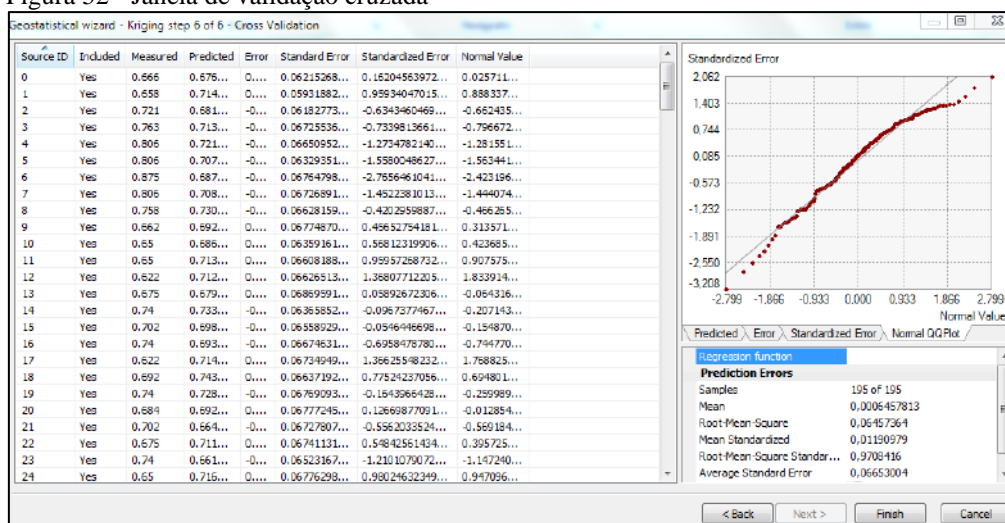 Figura 32 - Janela de validação cruzada
Geostatistical wizard - Kriging step 6 of 6 - Cross Validation
Source ID Included Measured Predicted Error Standard Error Standardized Error Normal Value
0 Yes 0.666 0.676... 0.... 0.06215268... 0.16204563972... 0.025711...
1 Yes 0.658 0.714... 0.... 0.05931882... 0.95934047015... 0.888337...
2 Yes 0.721 0.681... -0... 0.06182773... -0.6343460469... -0.662435...
3 Yes 0.763 0.713... -0... 0.06725536... -0.7339813661... -0.796672...
4 Yes 0.806 0.721... -0... 0.06650952... -1.2734782140... -1.281551...
5 Yes 0.806 0.707... -0... 0.06329351... -1.5580048627... -1.563441...
6 Yes 0.875 0.687... -0... 0.06764798... -2.7656461041... -2.423196...
7 Yes 0.806 0.708... -0... 0.06726891... -1.4522381013... -1.444074...
8 Yes 0.758 0.730... -0... 0.06628159... -0.4202959887... -0.466265...
9 Yes 0.662 0.692... 0.... 0.06774870... 0.45652754181... 0.313571...
10 Yes 0.65 0.686... 0.... 0.06359161... 0.56812319906... 0.423685...
11 Yes 0.65 0.713... 0.... 0.06608188... 0.95957268732... 0.907575...
12 Yes 0.622 0.712... 0.... 0.06626513... 1.36807712205... 1.833914...
13 Yes 0.675 0.679... 0.... 0.06869591... 0.05892672306... -0.064316...
14 Yes 0.74 0.733... -0... 0.06365852... -0.0967377467... -0.207143...
15 Yes 0.702 0.698... -0... 0.06558929... -0.0546446698... -0.154870...
16 Yes 0.74 0.693... -0... 0.06674631... -0.6958478780... -0.744770...
17 Yes 0.622 0.714... 0.... 0.06734949... 1.36625548232... 1.768825...
18 Yes 0.692 0.743... 0.... 0.06637192... 0.77524237056... 0.694801...
19 Yes 0.74 0.728... -0... 0.06769093... -0.1643966428... -0.259989...
20 Yes 0.684 0.692... 0.... 0.06777245... 0.12669877091... -0.012854...
21 Yes 0.702 0.664... -0... 0.06727807... -0.5562033524... -0.569184...
22 Yes 0.675 0.711... 0.... 0.06741131... 0.54842561434... 0.395725...
23 Yes 0.74 0.661... -0... 0.06523167... -1.2101079072... -1.147240...
24 Yes 0.65 0.716... 0.... 0.06776298... 0.98024632349... 0.947096...
Standardized Error
2.062
1.403
0.744
0.085
-0.573
-1.232
-1.891
-2,550
-3.208
-2.799 -1.866 -0.933 0.000 0.933 1.866 2.799
Normal Value
Predicted Error Standardized Error Normal QQPlot
Regression function
Prediction Errors
Samples 195 of 195
Mean 0,0006457813
Root-Mean-Square 0,06457364
Mean Standardized 0,01190979
Root-Mean-Square Standar... 0,9708416
Average Standard Error 0,06653004
< Back Next > Finish Cancel